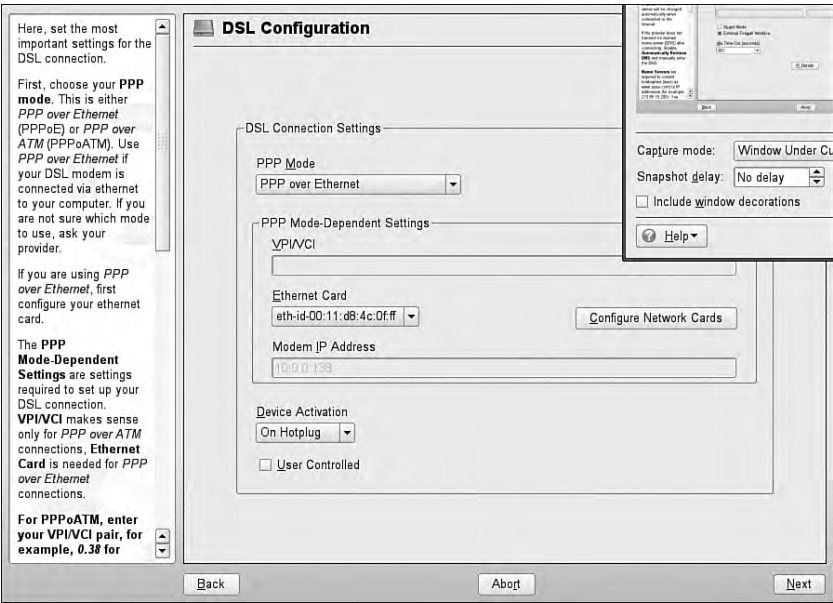 Here, set the most
important settings for the
DSL connection.
First, choose your PPP
mode. This is either
PPP over Ethernet
(PPPoE) or PPP over
ATM (PPPoATM). Use
PPP over Ethernet if
your DSL modem is
connected via ethernet
to your computer. If you
are not sure which mode
to use, ask your
provider.
If you are using PPP
over Ethernet, first
configure your ethernet
card.
The PPP
Mode-Dependent
Settings are settings
required to set up your
DSL connection.
VPI/VCI makes sense
only for PPP over ATM
connections, Ethernet
Card is needed for PPP
over Ethernet
connections.
For PPPoATM, enter
your VPI/VCI pair, for
example, 0.38 for
DSL Configuration
DSL Connection Settings
PPP Mode
PPP over Ethernet
PPP Mode-Dependent Settings
VPI/VCI
Ethernet Card
eth-id-00:11:d8:4c:0f:ff
Configure Network Cards
Modem IP Address
10.0.0.138
Device Activation
On Hotplug
User Controlled
Back
Abort
Next
Capture mode:
Window Under Cu
Snapshot delay:
No delay
Include window decorations
Help